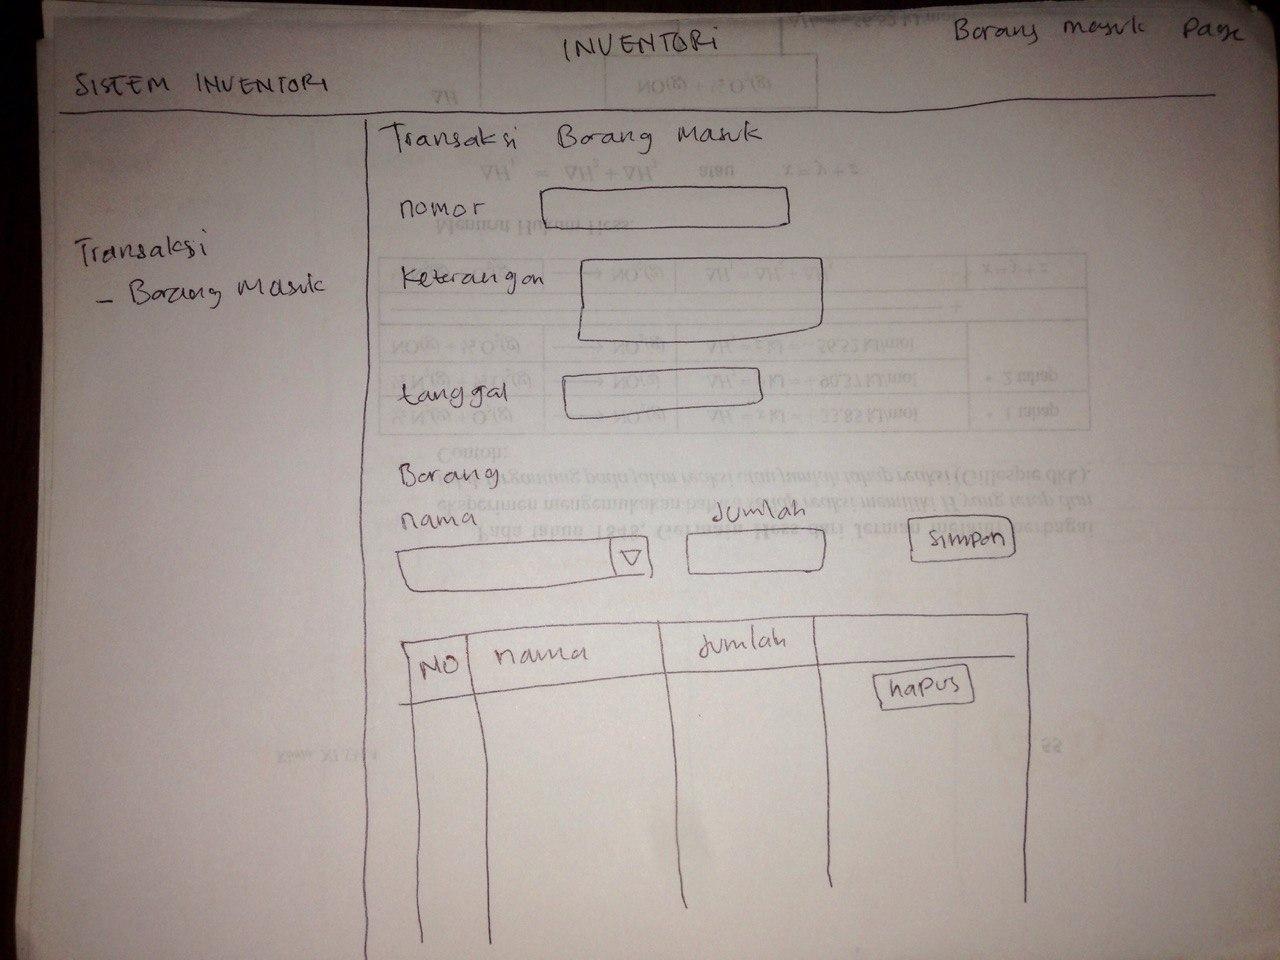 INVENTORI
Barang masuk page
SISTEM INVENTORI
Transaksi Barang Masuk
nomor
Transaksi
- Barang Masuk
Keterangan
tanggal
Barang
nama
Jumlah
simpan
NO nama Jumlah
hapus